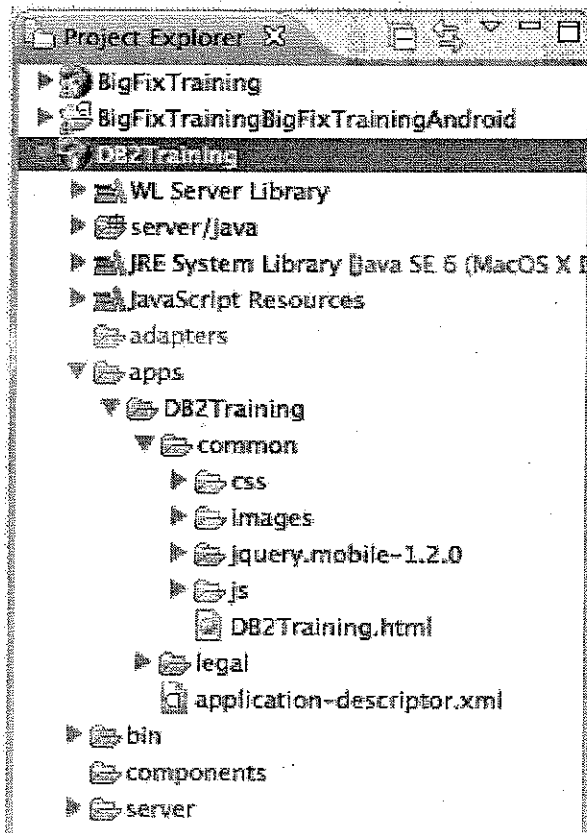 Project Explorer
BigFixTraining
BigFixTrainingBigFixTrainingAndroid
DB2Training
WL Server Library
server/java
JRE System Library [Java SE 6 (MacOS X
JavaScript Resources
adapters
apps
DB2Training
common
css
images
jquery.mobile-1.2.0
js
DB2Training.html
legal
application-descriptor.xml
bin
components
server